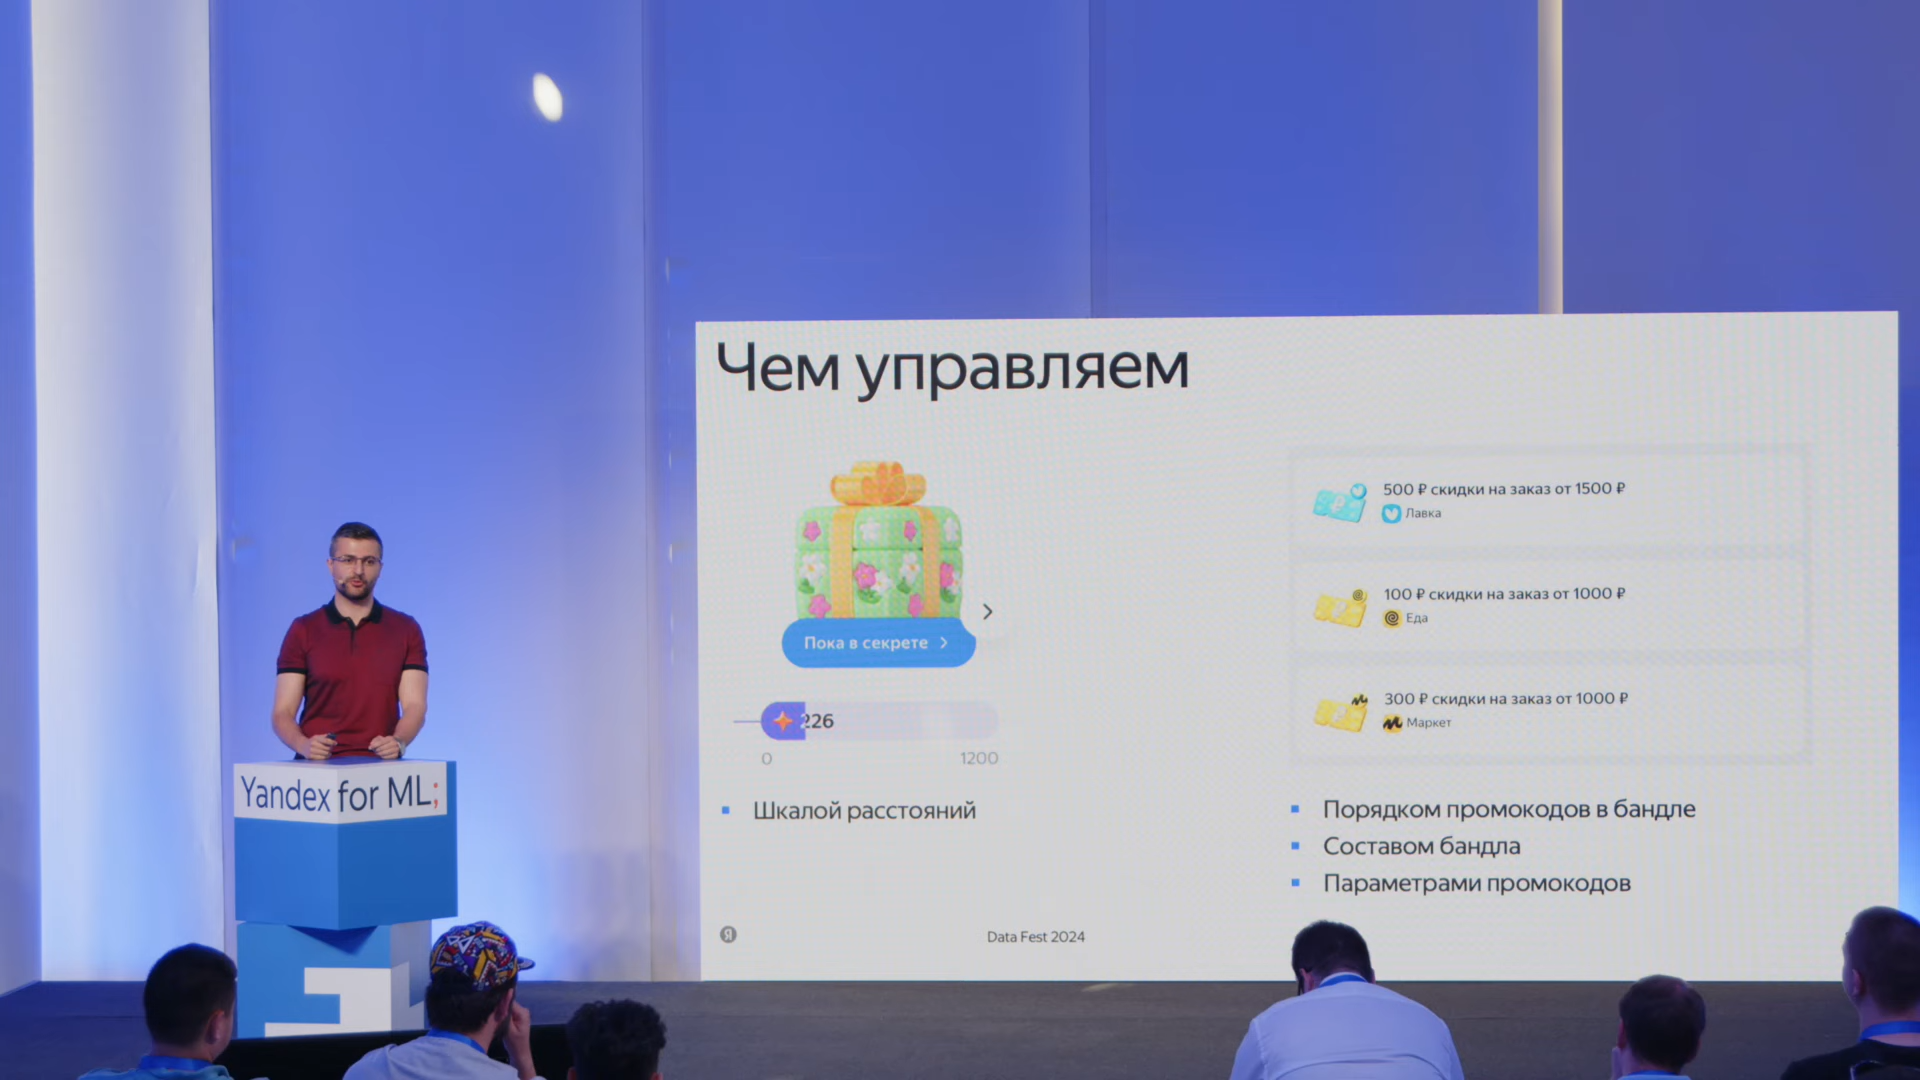 Чем управляем
Пока в секрете
226
0
1200
Шкалой расстояний
500 ₽ скидки на заказ от 1500 ₽
Лавка
100 ₽ скидки на заказ от 1000 ₽
Еда
300 ₽ скидки на заказ от 1000 ₽
Маркет
Порядком промокодов в бандле
Составом бандла
Параметрами промокодов
Я
Data Fest 2024
Yandex for ML;